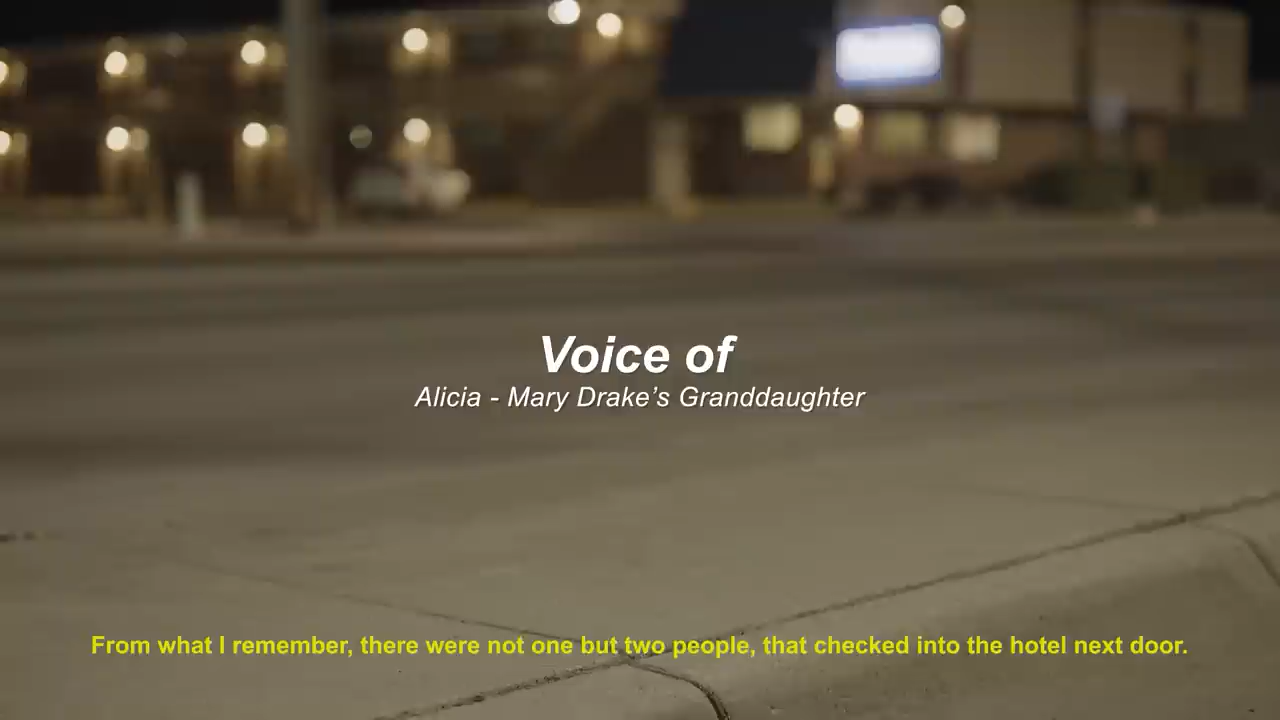 Voice of
Alicia - Mary Drake’s Granddaughter
From what I remember, there were not one but two people, that checked into the hotel next door.